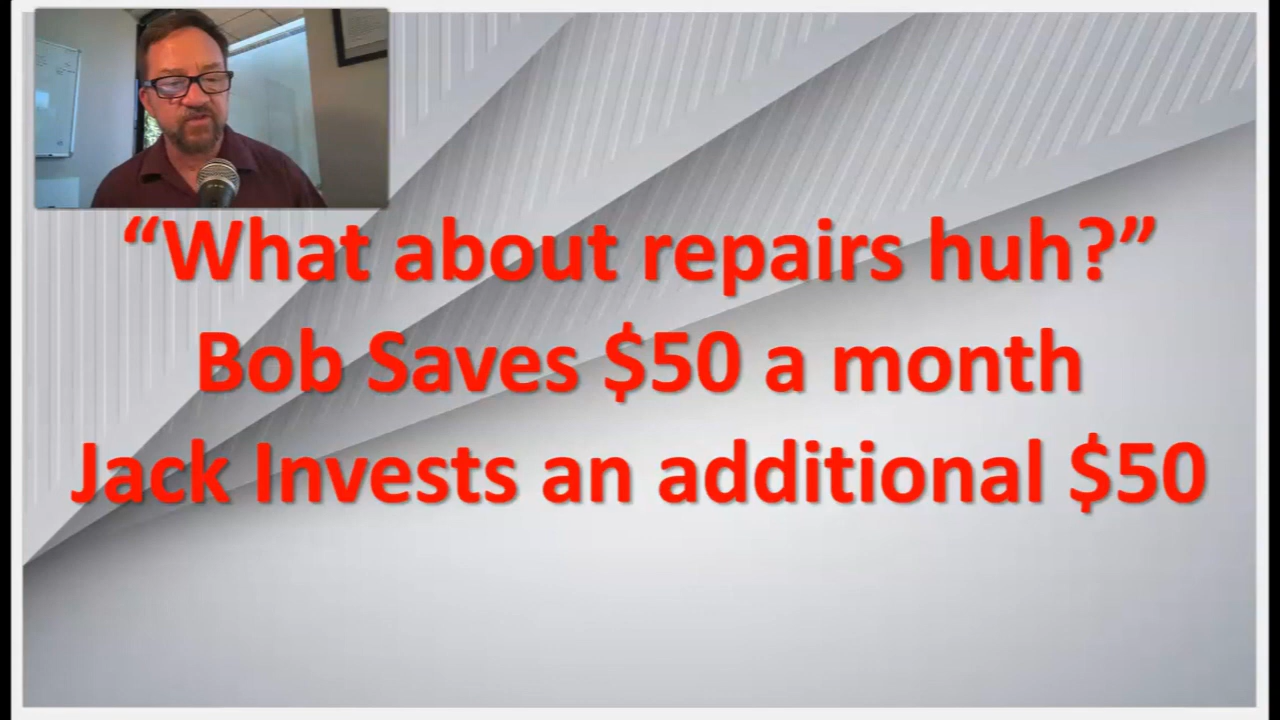 “What about repairs huh?”
Bob Saves $50 a month
Jack Invests an additional $50